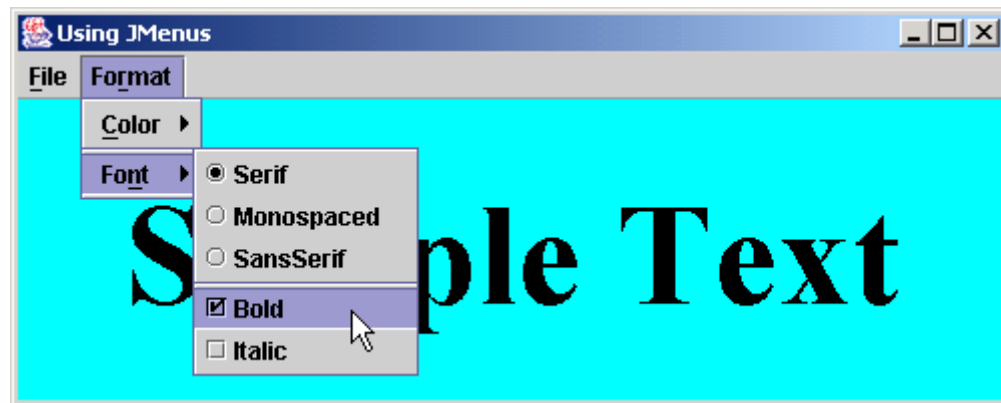 Using JMenus
File Format
Color
Font
Serif
Monospaced
SansSerif
Bold
Italic
ple Text